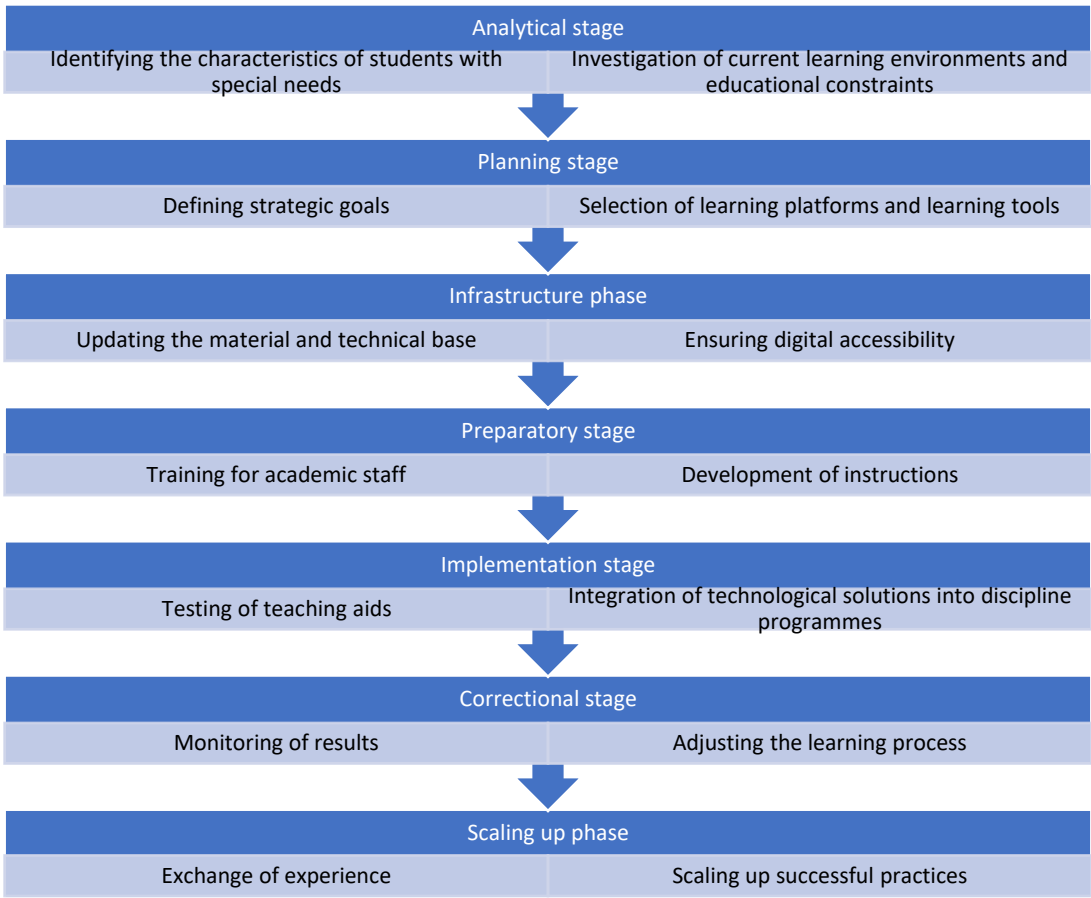 Analytical stage
Identifying the characteristics of students with
special needs
Investigation of current learning environments and
educational constraints
Planning stage
Defining strategic goals
Selection of learning platforms and learning tools
Infrastructure phase
Updating the material and technical base
Ensuring digital accessibility
Preparatory stage
Training for academic staff
Development of instructions
Implementation stage
Testing of teaching aids
Integration of technological solutions into discipline
programmes
Correctional stage
Monitoring of results
Adjusting the learning process
Scaling up phase
Exchange of experience
Scaling up successful practices